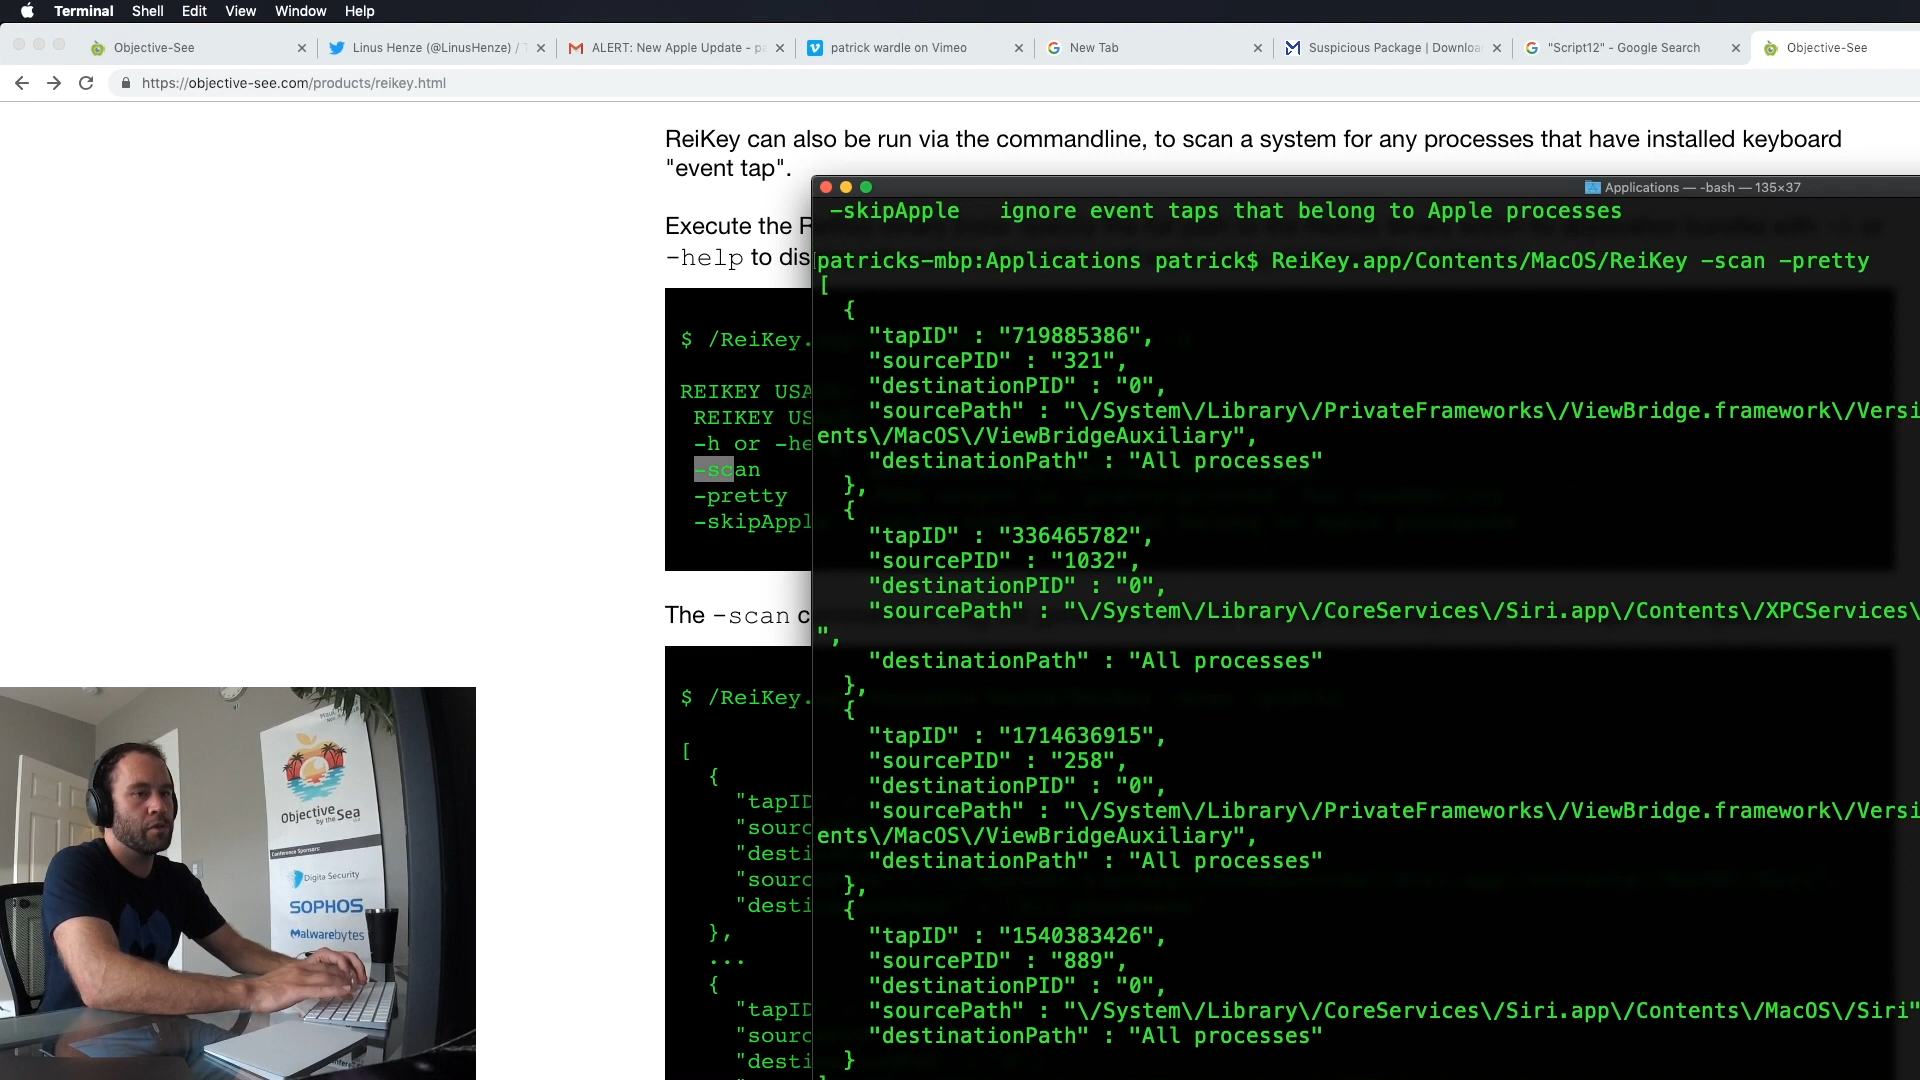 Terminal Shell Edit View Window Help
Objective-See
Linus Henze (@LinusHenze) /
ALERT: New Apple Update - pa
patrick wardle on Vimeo
New Tab
Suspicious Package | Downloa
"Script12" - Google Search
Objective-See
https://objective-see.com/products/reikey.html
ReiKey can also be run via the commandline, to scan a system for any processes that have installed keyboard
"event tap".
Execute the R
-help to dis
$ /ReiKey.
REIKEY USA
REIKEY US
-h or -he
-scan
-pretty
-skipAppl
The -scan c
$ /ReiKey.
[
{
"tapID
"sourc
"desti
"sourc
"desti
},
...
{
"tapID
"sourc
"desti
Applications — -bash — 135×37
-skipApple ignore event taps that belong to Apple processes
patricks-mbp:Applications patrick$ ReiKey.app/Contents/MacOS/ReiKey -scan -pretty
[
{
"tapID" : "719885386",
"sourcePID" : "321",
"destinationPID" : "0",
"sourcePath" : "\/System\/Library\/PrivateFrameworks\/ViewBridge.framework\/Versi
ents\/MacOS\/ViewBridgeAuxiliary",
"destinationPath" : "All processes"
},
{
"tapID" : "336465782",
"sourcePID" : "1032",
"destinationPID" : "0",
"sourcePath" : "\/System\/Library\/CoreServices\/Siri.app\/Contents\/XPCServices\
",
"destinationPath" : "All processes"
},
{
"tapID" : "1714636915",
"sourcePID" : "258",
"destinationPID" : "0",
"sourcePath" : "\/System\/Library\/PrivateFrameworks\/ViewBridge.framework\/Versi
ents\/MacOS\/ViewBridgeAuxiliary",
"destinationPath" : "All processes"
},
{
"tapID" : "1540383426",
"sourcePID" : "889",
"destinationPID" : "0",
"sourcePath" : "\/System\/Library\/CoreServices\/Siri.app\/Contents\/MacOS\/Siri"
"destinationPath" : "All processes"
}
Objective
by the Sea
Conference Sponsors:
Digita Security
SOPHOS
Malwarebytes